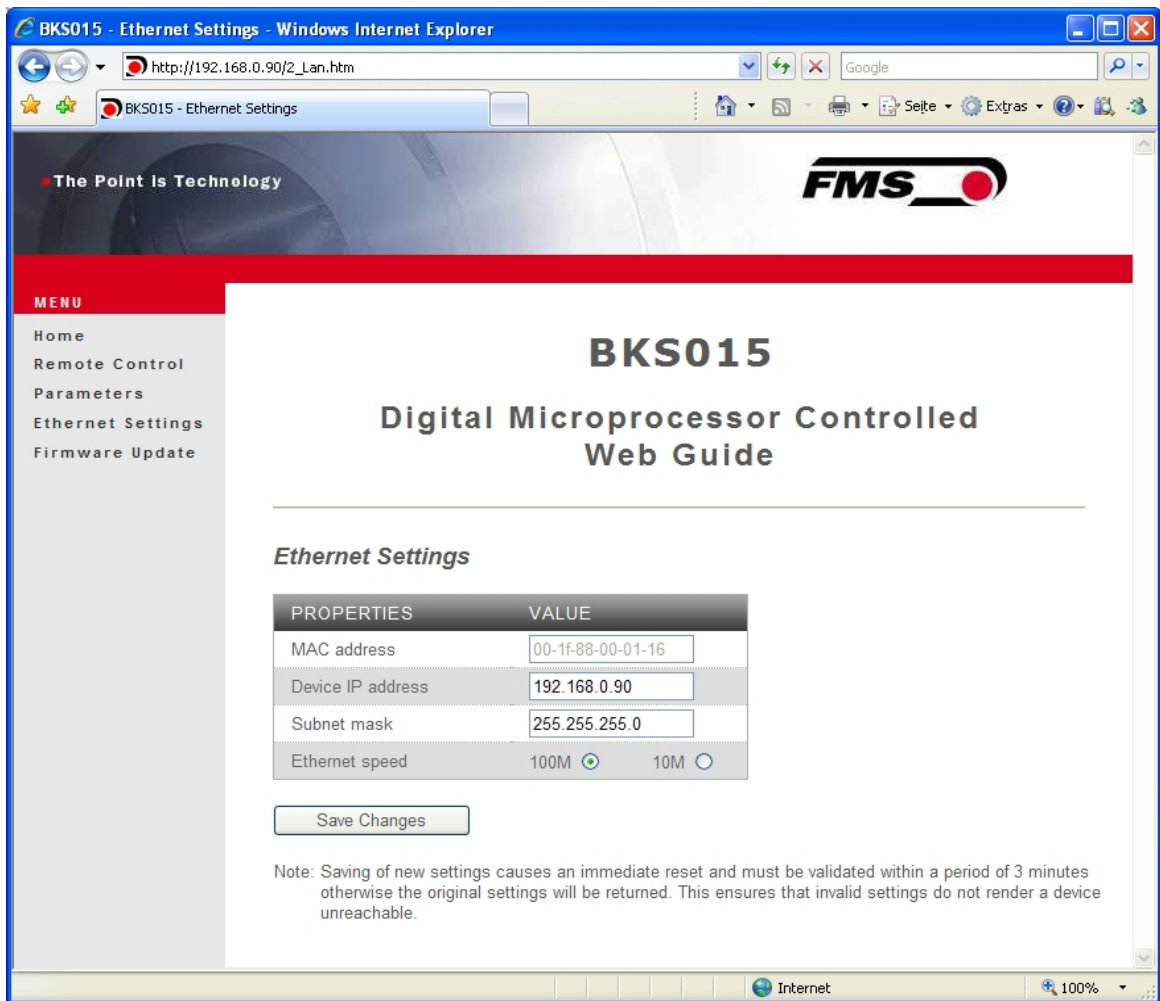 BKS015 - Ethernet Settings - Windows Internet Explorer
http://192.168.0.90/2_Lan.htm
Google
BKS015 - Ethernet Settings
Seite
Extras
The Point is Technology
FMS
MENU
Home
Remote Control
Parameters
Ethernet Settings
Firmware Update
BKS015
Digital Microprocessor Controlled
Web Guide
Ethernet Settings
PROPERTIES VALUE
MAC address 00-1f-88-00-01-16
Device IP address 192.168.0.90
Subnet mask 255.255.255.0
Ethernet speed 100M 10M
Save Changes
Note: Saving of new settings causes an immediate reset and must be validated within a period of 3 minutes
otherwise the original settings will be returned. This ensures that invalid settings do not render a device
unreachable.
Internet 100%